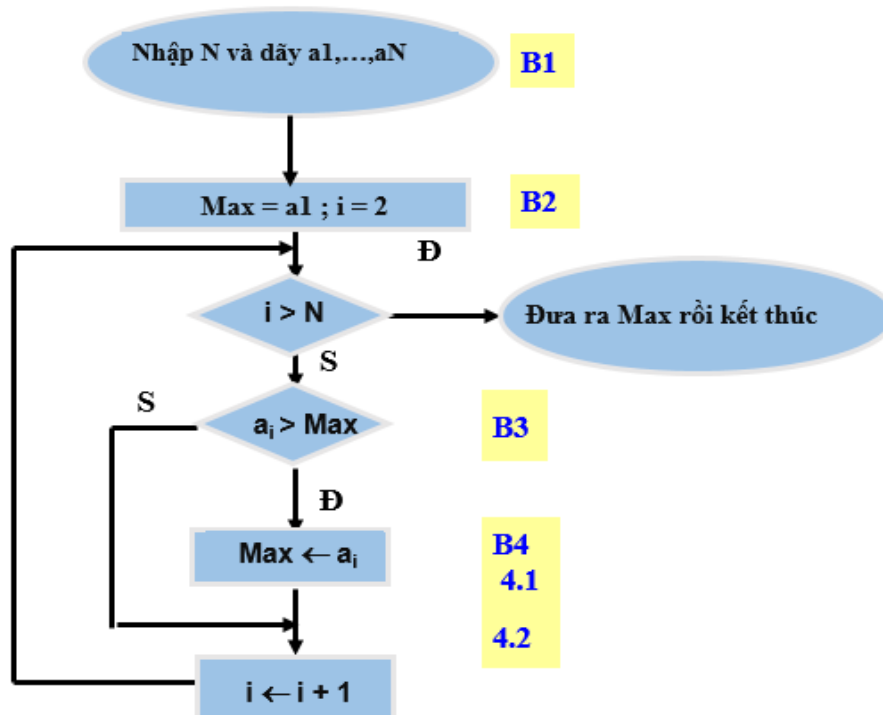 Nhập N và dãy a1,…,aN
B1
Max = a1 ; i = 2
B2
Đ
i > N
Đưa ra Max rồi kết thúc
S
S
aᵢ > Max
B3
Đ
Max ← aᵢ
B4
4.1
4.2
i ← i + 1